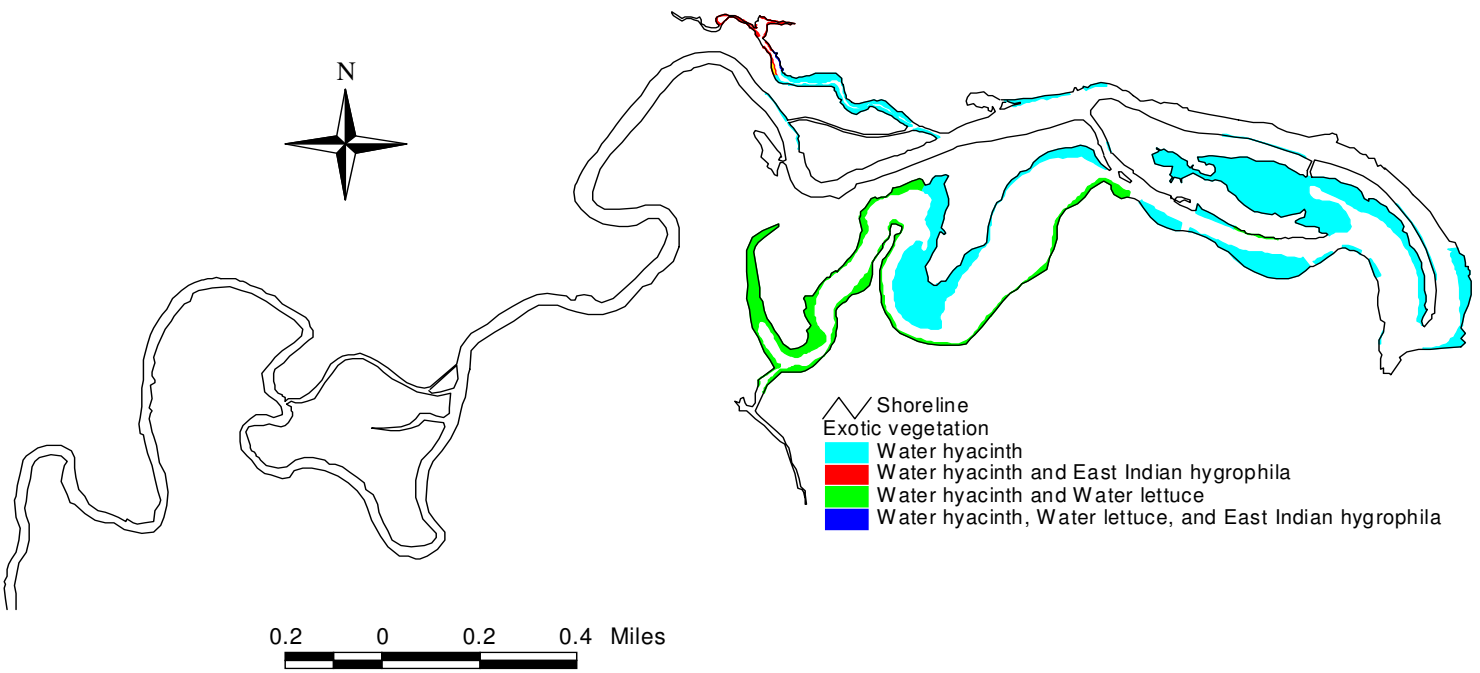 N
Shoreline
Exotic vegetation
Water hyacinth
Water hyacinth and East Indian hygrophila
Water hyacinth and Water lettuce
Water hyacinth, Water lettuce, and East Indian hygrophila
0.2 0 0.2 0.4 Miles